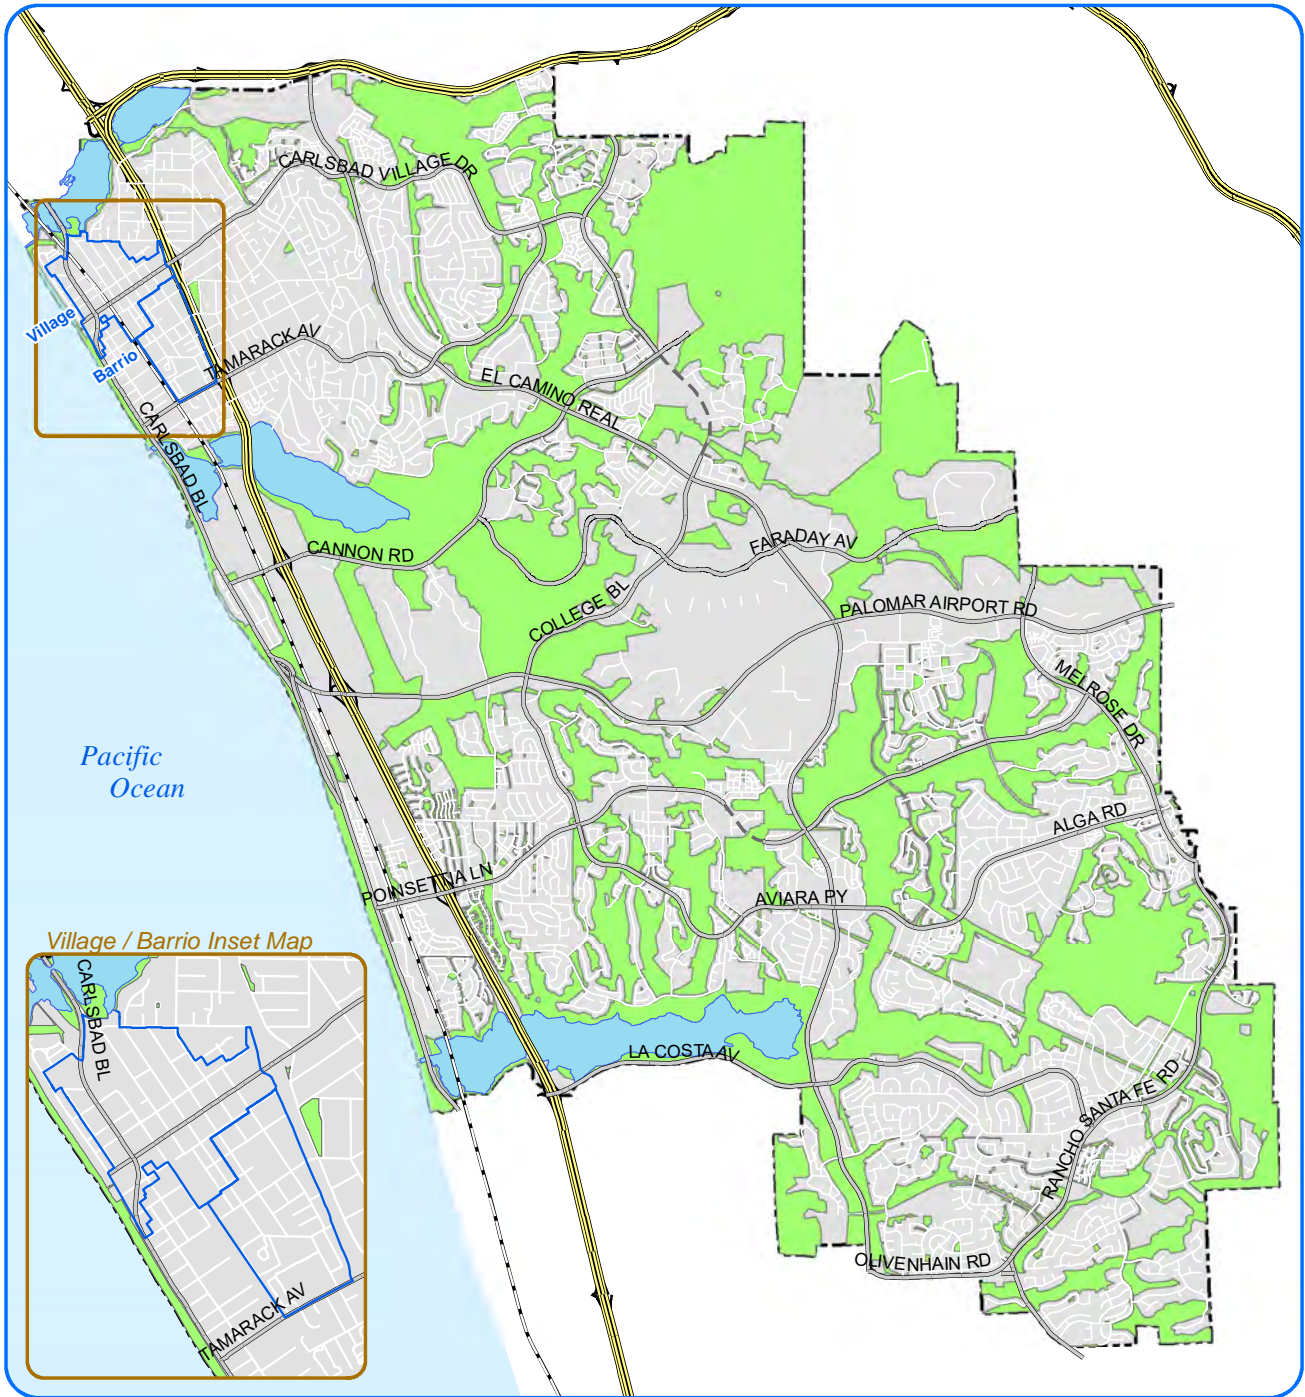 CARLSBAD VILLAGE DR
Village
Barrio
TAMARACK AV
EL CAMINO REAL
CARLSBAD BL
CANNON RD
FARADAY AV
COLLEGE BL
PALOMAR AIRPORT RD
MELROSE DR
Pacific
Ocean
ALGA RD
POINSETTIA LN
AVIARA PY
Village / Barrio Inset Map
CARLSBAD BL
LA COSTA AV
RANCHO SANTA FE RD
OLIVENHAIN RD
TAMARACK AV